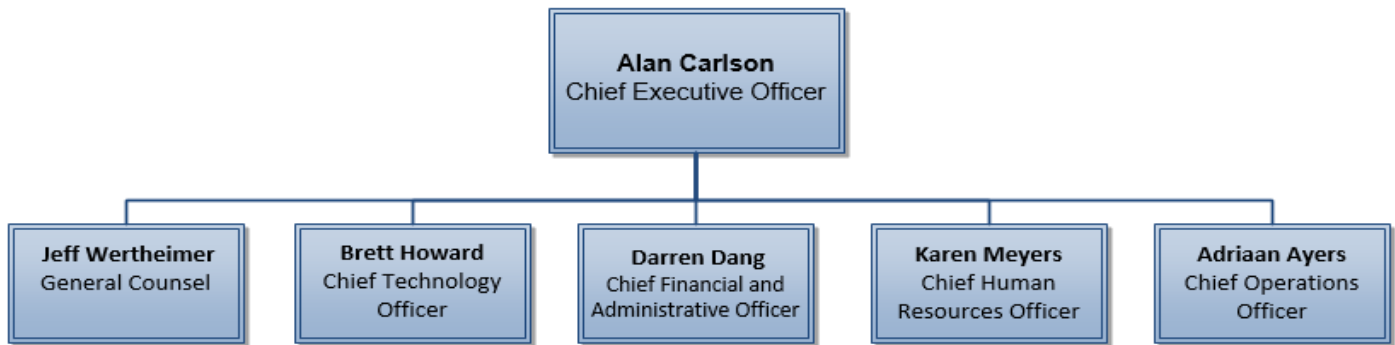 Alan Carlson
Chief Executive Officer
Jeff Wertheimer
General Counsel
Brett Howard
Chief Technology
Officer
Darren Dang
Chief Financial and
Administrative Officer
Karen Meyers
Chief Human
Resources Officer
Adriaan Ayers
Chief Operations
Officer